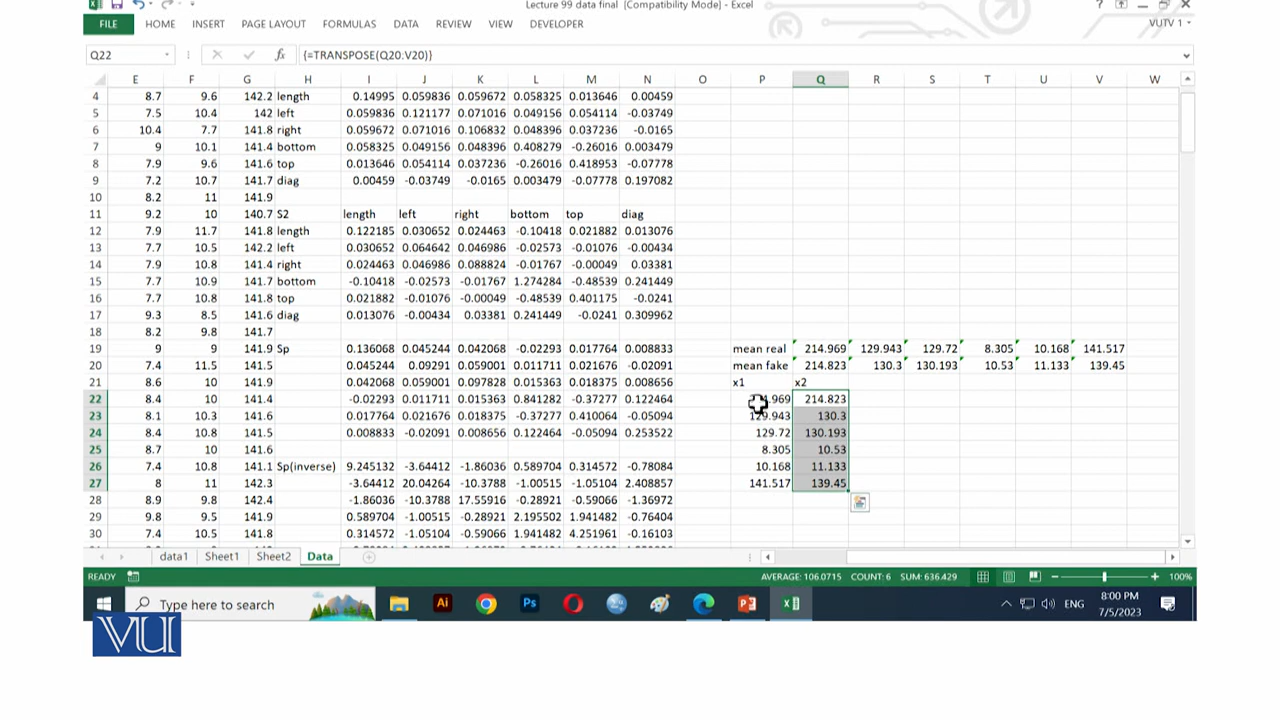 Lecture 99 data final [Compatibility Mode] - Excel
FILE HOME INSERT PAGE LAYOUT FORMULAS DATA REVIEW VIEW DEVELOPER VUTV 1
Q22 fx {=TRANSPOSE(Q20:V20)}
E F G H I J K L M N O P Q R S T U V W
4 8.7 9.6 142.2 length 0.14995 0.059836 0.059672 0.058325 0.013646 0.00459
5 7.5 10.4 142 left 0.059836 0.121177 0.071016 0.049156 0.054114 -0.03749
6 10.4 7.7 141.8 right 0.059672 0.071016 0.106832 0.048396 0.037236 -0.0165
7 9 10.1 141.4 bottom 0.058325 0.049156 0.048396 0.408279 -0.26016 0.003479
8 7.9 9.6 141.6 top 0.013646 0.054114 0.037236 -0.26016 0.418953 -0.07778
9 7.2 10.7 141.7 diag 0.00459 -0.03749 -0.0165 0.003479 -0.07778 0.197082
10 8.2 11 141.9
11 9.2 10 140.7 S2 length left right bottom top diag
12 7.9 11.7 141.8 length 0.122185 0.030652 0.024463 -0.10418 0.021882 0.013076
13 7.7 10.5 142.2 left 0.030652 0.064642 0.046986 -0.02573 -0.01076 -0.00434
14 7.9 10.8 141.4 right 0.024463 0.046986 0.088824 -0.01767 -0.00049 0.03381
15 7.7 10.9 141.7 bottom -0.10418 -0.02573 -0.01767 1.274284 -0.48539 0.241449
16 7.7 10.8 141.8 top 0.021882 -0.01076 -0.00049 -0.48539 0.401175 -0.0241
17 9.3 8.5 141.6 diag 0.013076 -0.00434 0.03381 0.241449 -0.0241 0.309962
18 8.2 9.8 141.7
19 9 9 141.9 Sp 0.136068 0.045244 0.042068 -0.02293 0.017764 0.008833 mean real 214.969 129.943 129.72 8.305 10.168 141.517
20 7.4 11.5 141.5 0.045244 0.09291 0.059001 0.011711 0.021676 -0.02091 mean fake 214.823 130.3 130.193 10.53 11.133 139.45
21 8.6 10 141.9 0.042068 0.059001 0.097828 0.015363 0.018375 0.008656 x1 x2
22 8.4 10 141.4 -0.02293 0.011711 0.015363 0.841282 -0.37277 0.122464 214.823
23 8.1 10.3 141.6 0.017764 0.021676 0.018375 -0.37277 0.410064 -0.05094 129.943 130.3
24 8.4 10.8 141.5 0.008833 -0.02091 0.008656 0.122464 -0.05094 0.253522 129.72 130.193
25 8.7 10 141.6 8.305 10.53
26 7.4 10.8 141.1 Sp(inverse) 9.245132 -3.64412 -1.86036 0.589704 0.314572 -0.78084 10.168 11.133
27 8 11 142.3 -3.64412 20.04264 -10.3788 -1.00515 -1.05104 2.408857 141.517 139.45
28 8.9 9.8 142.4 -1.86036 -10.3788 17.55916 -0.28921 -0.59066 -1.36972
29 9.8 9.5 141.9 0.589704 -1.00515 -0.28921 2.195502 1.941482 -0.76404
30 7.4 10.5 141.8 0.314572 -1.05104 -0.59066 1.941482 4.251961 -0.16130
data1 Sheet1 Sheet2 Data
READY AVERAGE: 106.0715 COUNT: 6 SUM: 636.429 100%
Type here to search Ai Ps ENG 8:00 PM
7/5/2023
VU